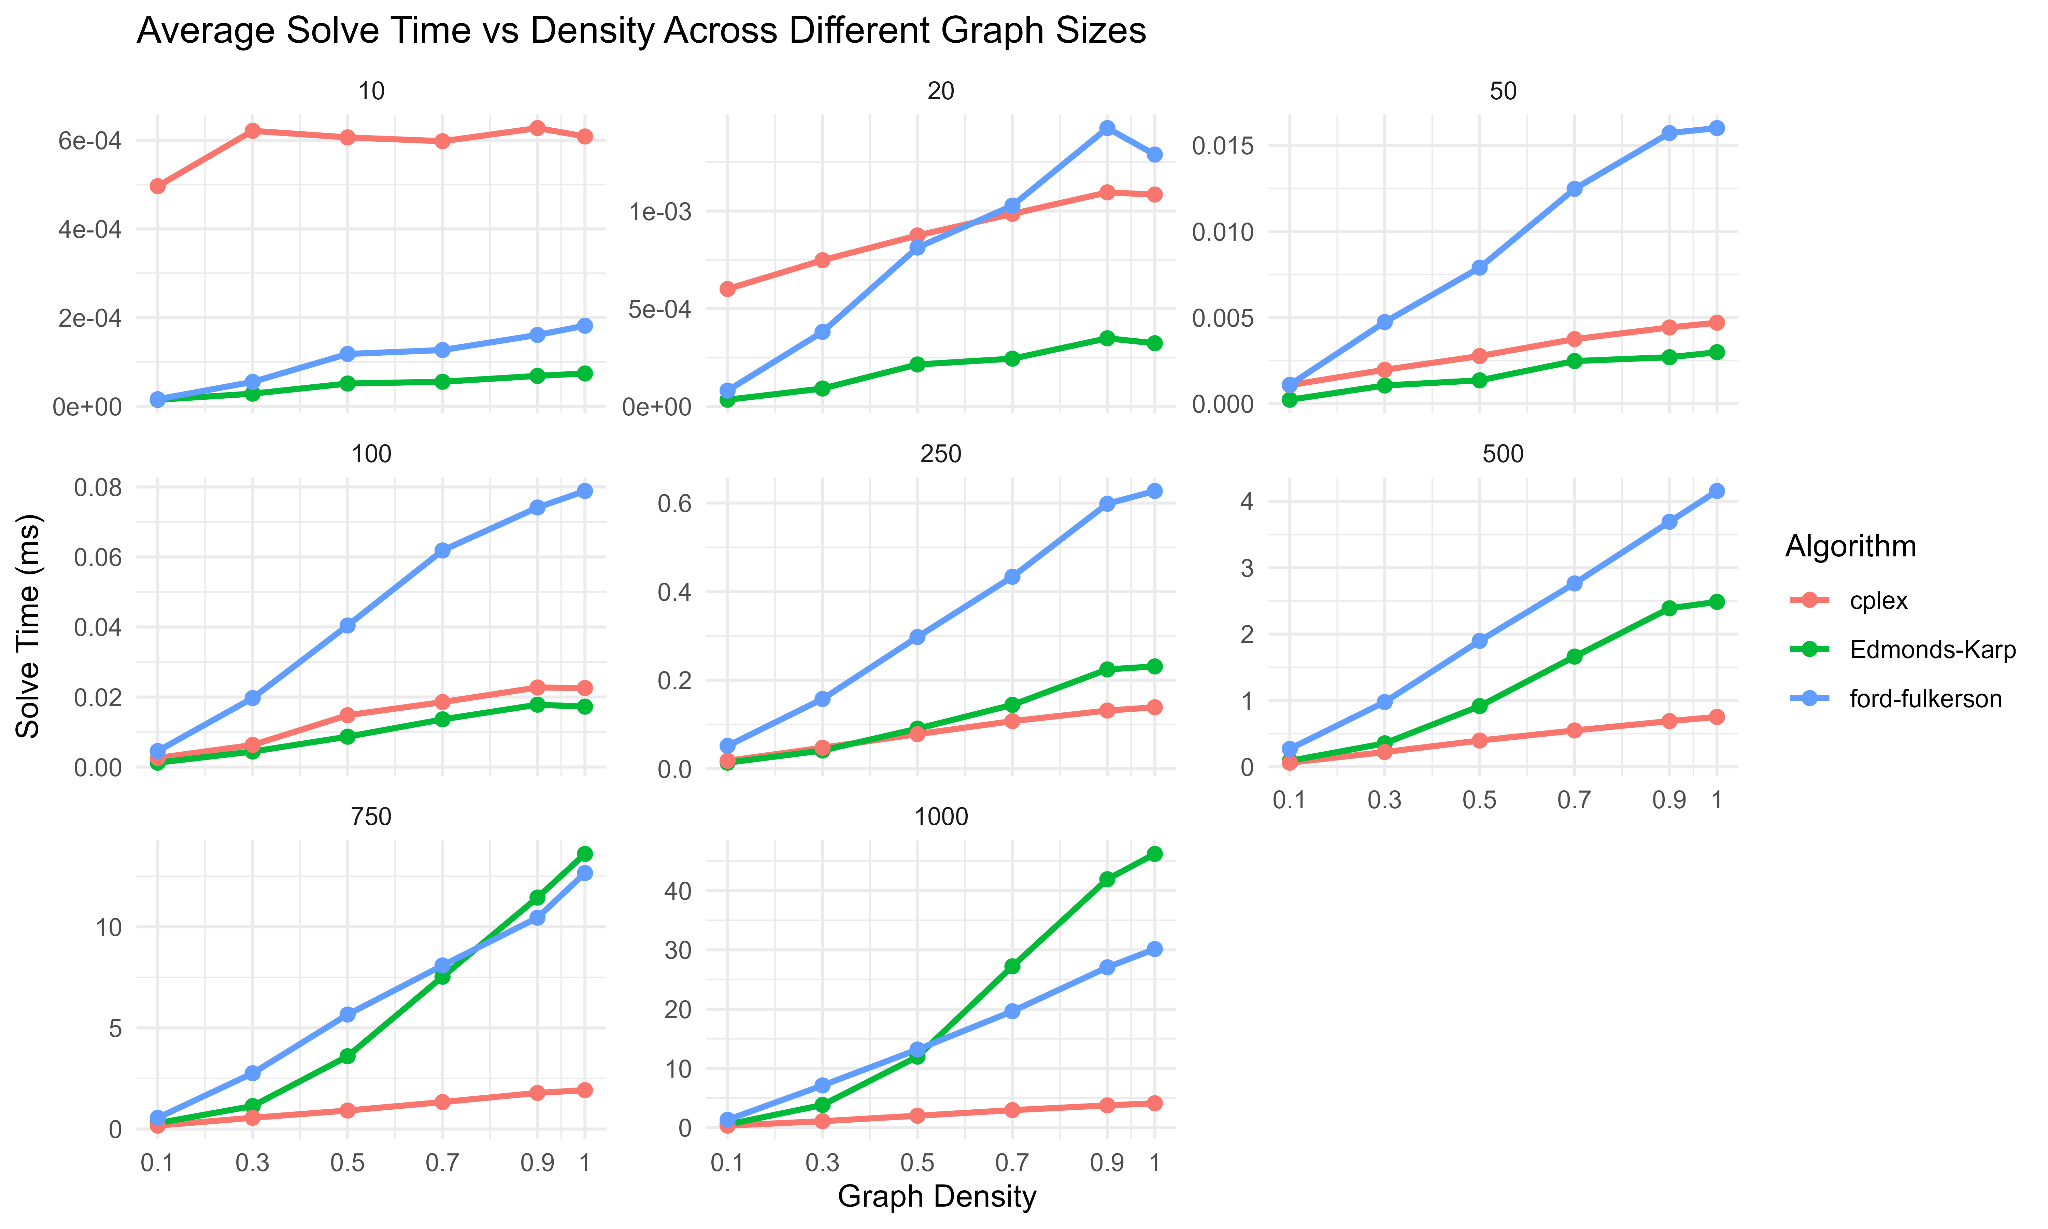 Average Solve Time vs Density Across Different Graph Sizes
10
20
50
6e-04
4e-04
2e-04
0e+00
1e-03
5e-04
0e+00
0.015
0.010
0.005
0.000
100
250
500
0.08
0.06
0.04
0.02
0.00
0.6
0.4
0.2
0.0
4
3
2
1
0
0.1 0.3 0.5 0.7 0.9 1
750
1000
10
5
0
40
30
20
10
0
0.1 0.3 0.5 0.7 0.9 1
0.1 0.3 0.5 0.7 0.9 1
Graph Density
Solve Time (ms)
Algorithm
cplex
Edmonds-Karp
ford-fulkerson